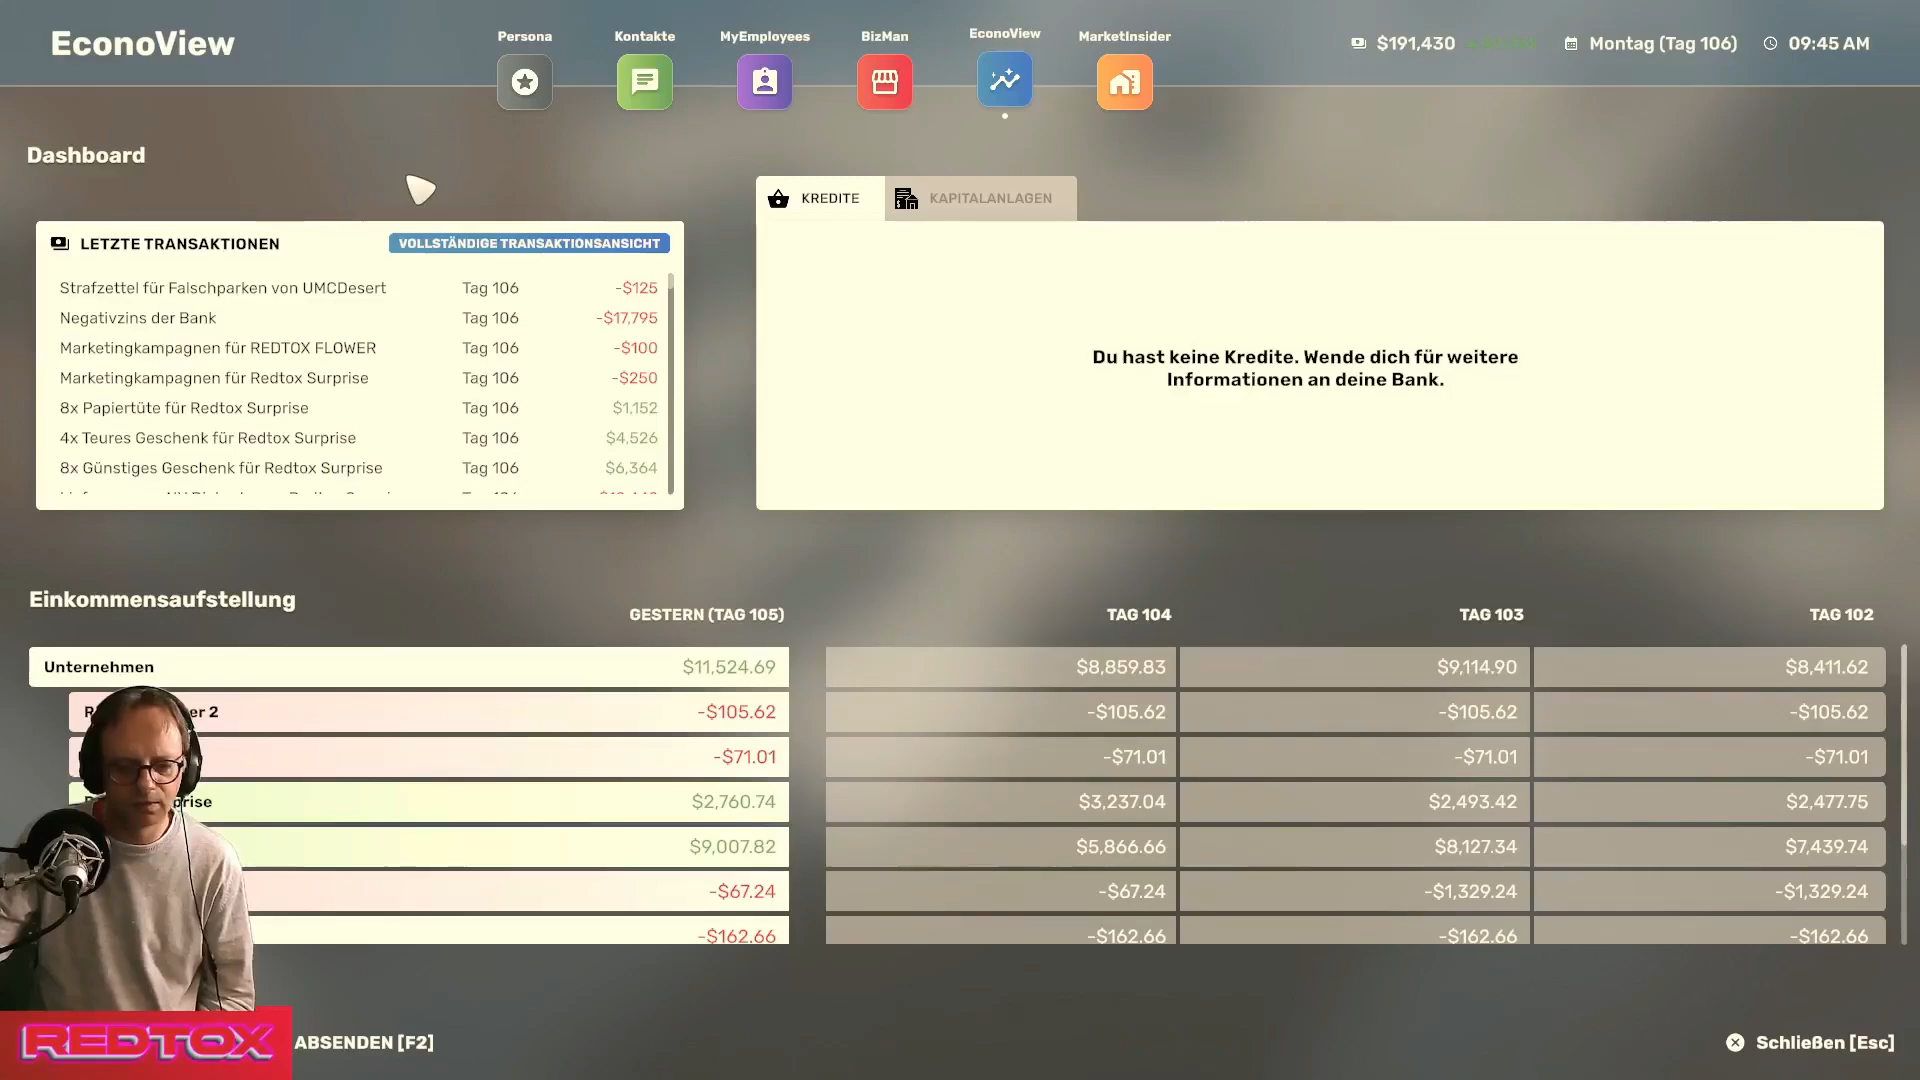 EconoView
Persona
Kontakte
MyEmployees
BizMan
EconoView
MarketInsider
$191,430
Montag (Tag 106)
09:45 AM
Dashboard
LETZTE TRANSAKTIONEN
VOLLSTÄNDIGE TRANSAKTIONSANSICHT
Strafzettel für Falschparken von UMCDesert Tag 106 -$125
Negativzins der Bank Tag 106 -$17,795
Marketingkampagnen für REDTOX FLOWER Tag 106 -$100
Marketingkampagnen für Redtox Surprise Tag 106 -$250
8x Papiertüte für Redtox Surprise Tag 106 $1,152
4x Teures Geschenk für Redtox Surprise Tag 106 $4,526
8x Günstiges Geschenk für Redtox Surprise Tag 106 $6,364
KREDITE
KAPITALANLAGEN
Du hast keine Kredite. Wende dich für weitere
Informationen an deine Bank.
Einkommensaufstellung
GESTERN (TAG 105) TAG 104 TAG 103 TAG 102
Unternehmen $11,524.69 $8,859.83 $9,114.90 $8,411.62
er 2 -$105.62 -$105.62 -$105.62 -$105.62
-$71.01 -$71.01 -$71.01 -$71.01
prise $2,760.74 $3,237.04 $2,493.42 $2,477.75
$9,007.82 $5,866.66 $8,127.34 $7,439.74
-$67.24 -$67.24 -$1,329.24 -$1,329.24
-$162.66 -$162.66 -$162.66 -$162.66
REDTOX
ABSENDEN [F2]
Schließen [Esc]